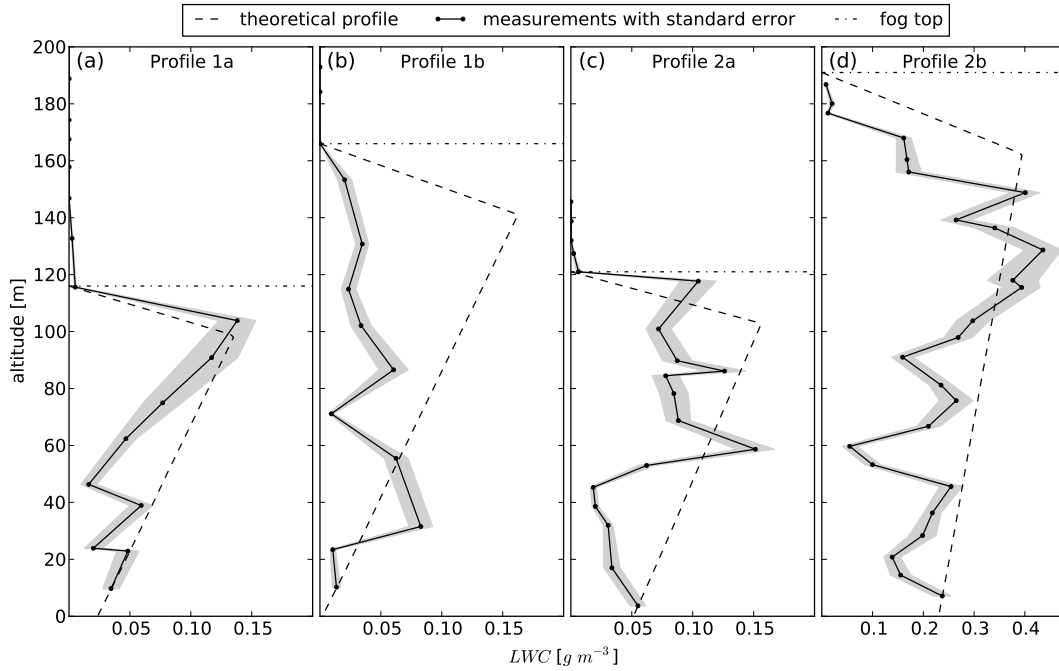 theoretical profile measurements with standard error fog top
(a) Profile 1a (b) Profile 1b (c) Profile 2a (d) Profile 2b
200
180
160
140
120
100
80
60
40
20
0
altitude [m]
0.05 0.10 0.15 0.05 0.10 0.15 0.05 0.10 0.15 0.1 0.2 0.3 0.4
LWC [g m⁻³]